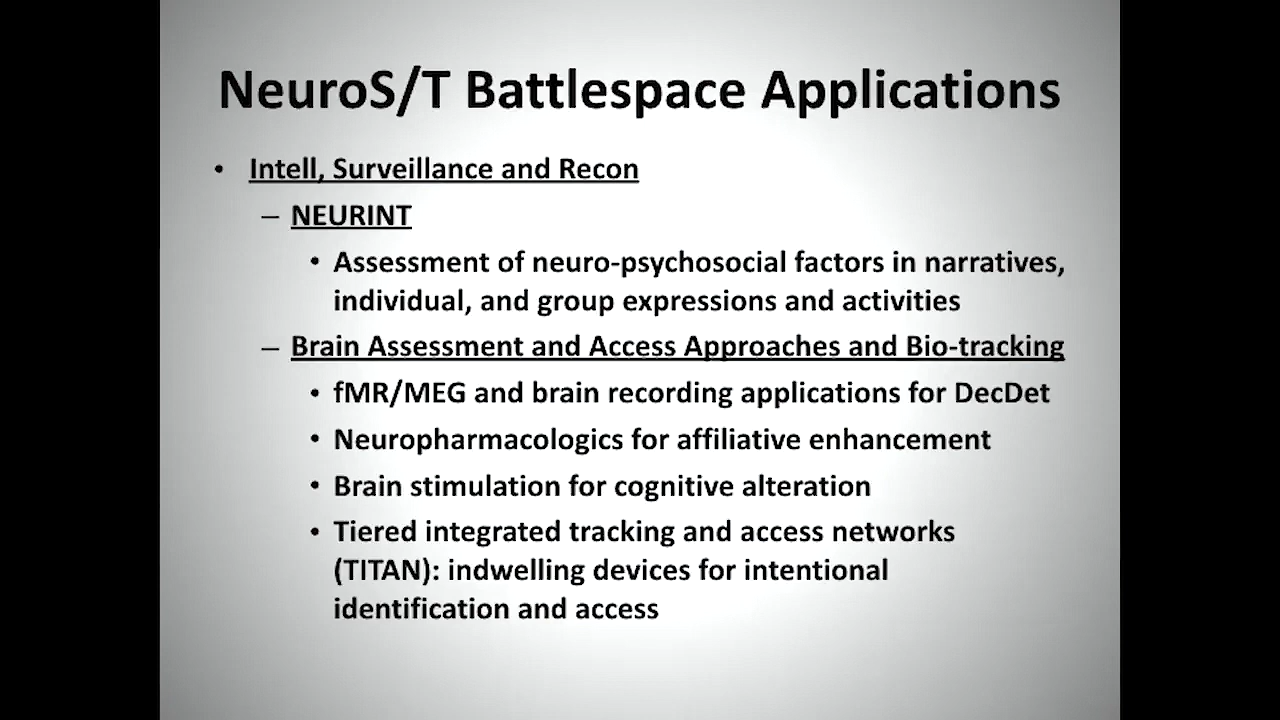 NeuroS/T Battlespace Applications
• Intell, Surveillance and Recon
– NEURINT
• Assessment of neuro-psychosocial factors in narratives,
individual, and group expressions and activities
– Brain Assessment and Access Approaches and Bio-tracking
• fMR/MEG and brain recording applications for DecDet
• Neuropharmacologics for affiliative enhancement
• Brain stimulation for cognitive alteration
• Tiered integrated tracking and access networks
(TITAN): indwelling devices for intentional
identification and access